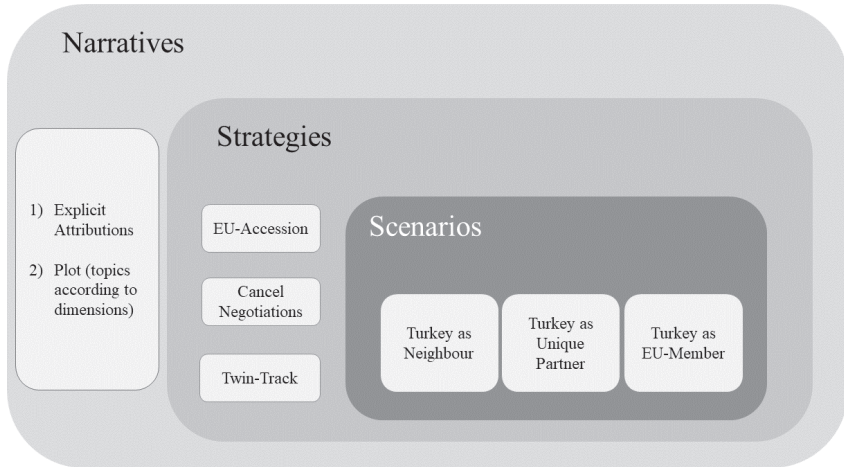 Narratives
1) Explicit
Attributions
2) Plot (topics
according to
dimensions)
Strategies
EU-Accession
Cancel
Negotiations
Twin-Track
Scenarios
Turkey as
Neighbour
Turkey as
Unique
Partner
Turkey as
EU-Member